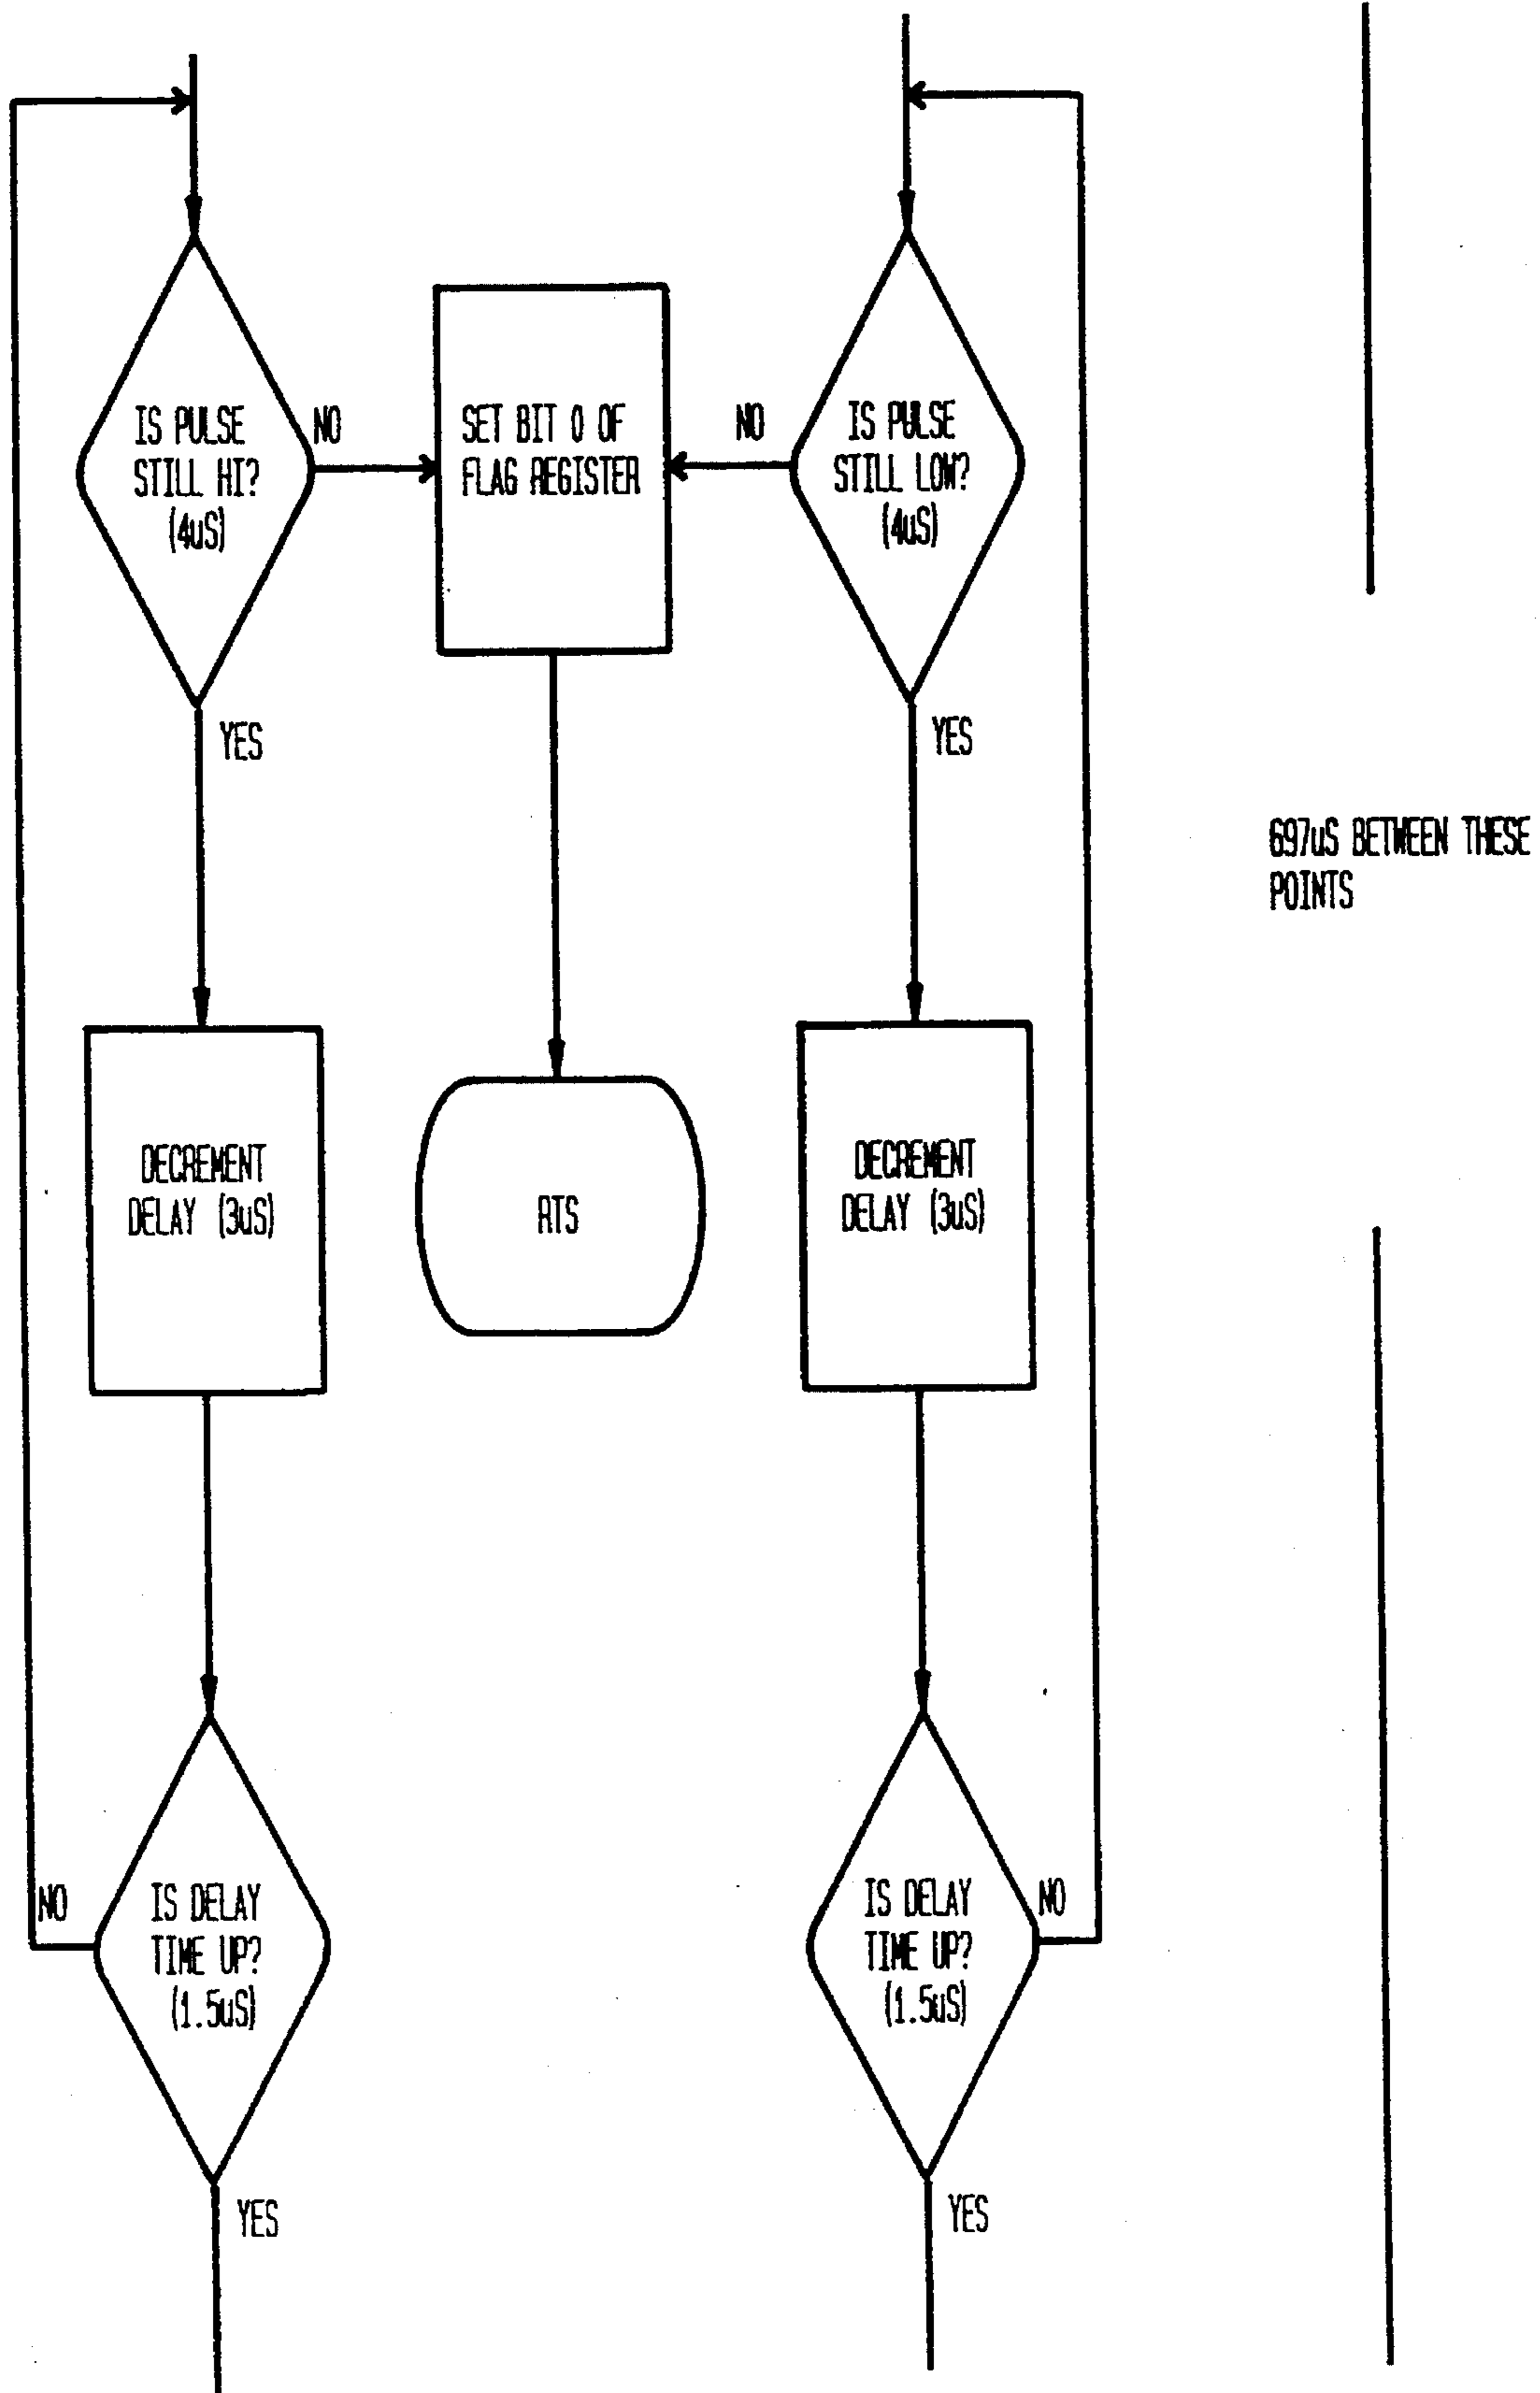 IS PULSE
STILL HI?
(4uS)
NO
YES
SET BIT 0 OF
FLAG REGISTER
NO
IS PULSE
STILL LOW?
(4uS)
YES
697uS BETWEEN THESE
POINTS
DECREMENT
DELAY (3uS)
RTS
DECREMENT
DELAY (3uS)
NO
IS DELAY
TIME UP?
(1.5uS)
YES
IS DELAY
TIME UP?
(1.5uS)
NO
YES